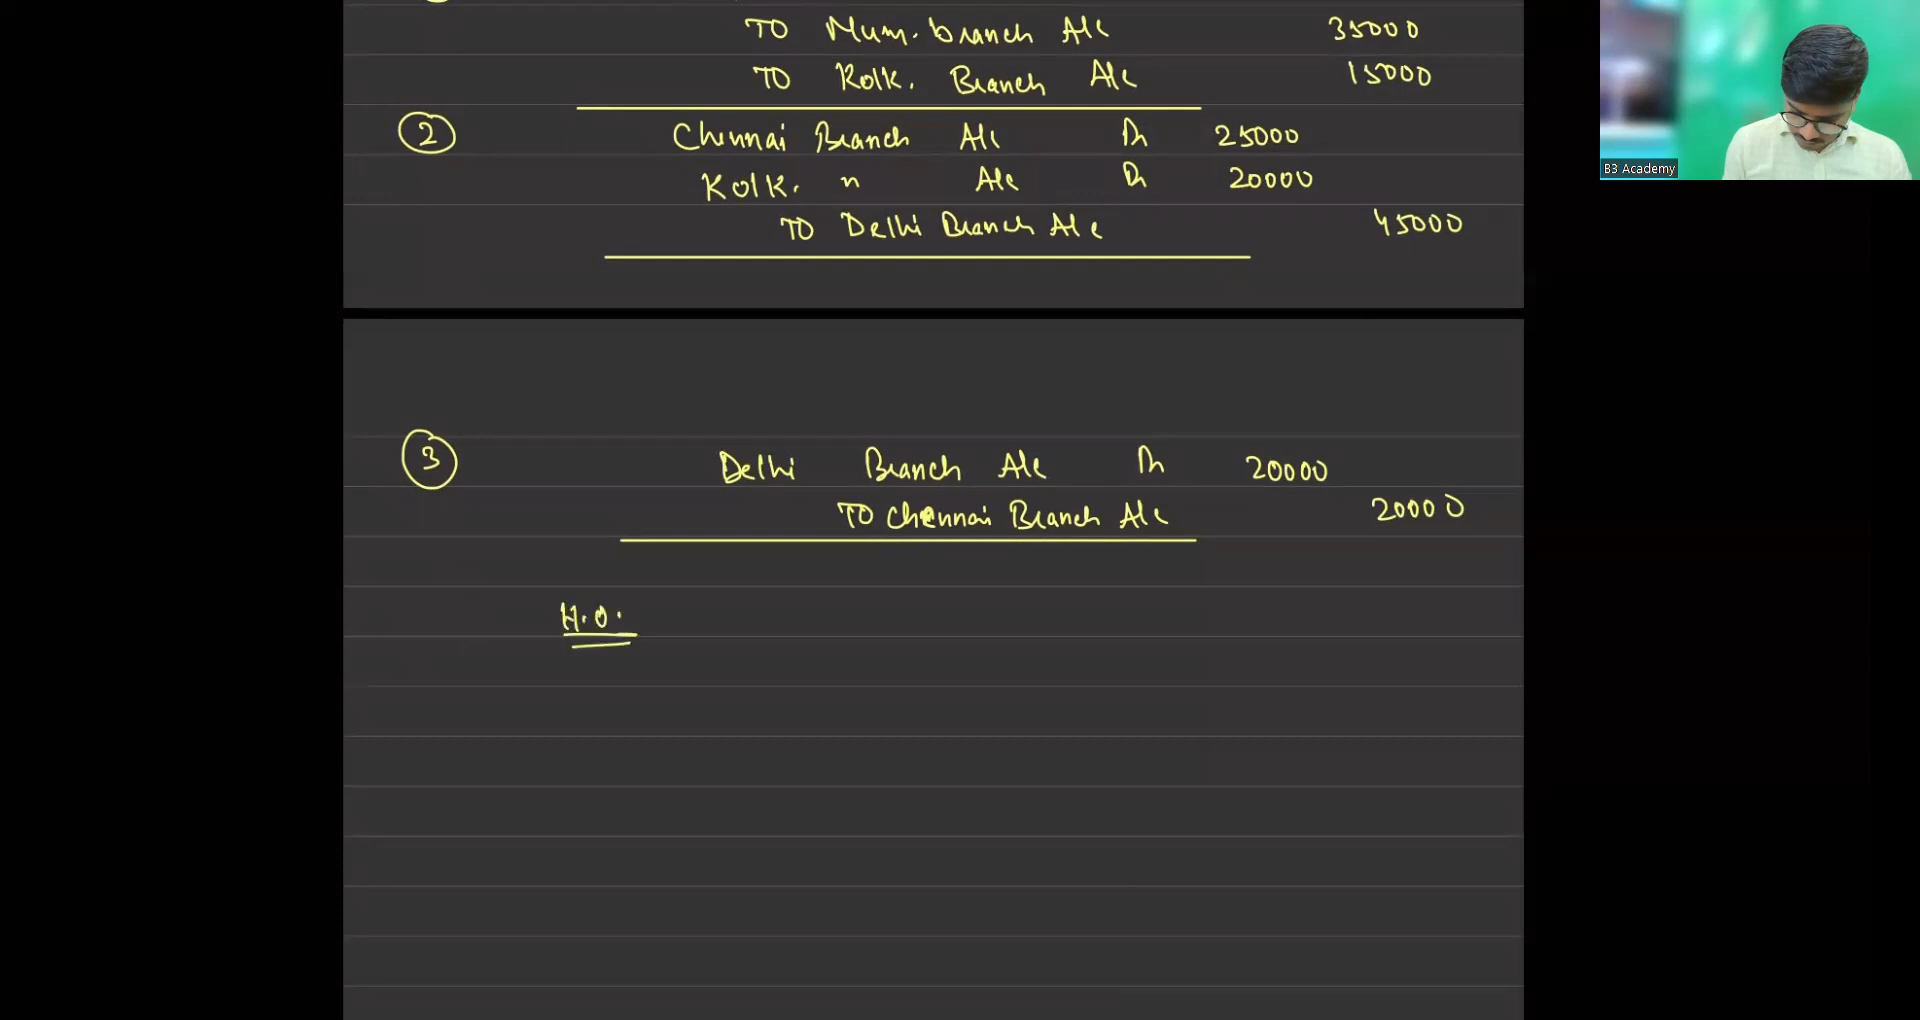 TO Mum. branch A/c 35000
TO Kolk. Branch A/c 15000
2 Chennai Branch A/c Dr 25000
Kolk. n A/c Dr 20000
TO Delhi Branch A/c 45000
3 Delhi Branch A/c Dr 20000
TO Chennai Branch A/c 20000
H.O.
B3 Academy